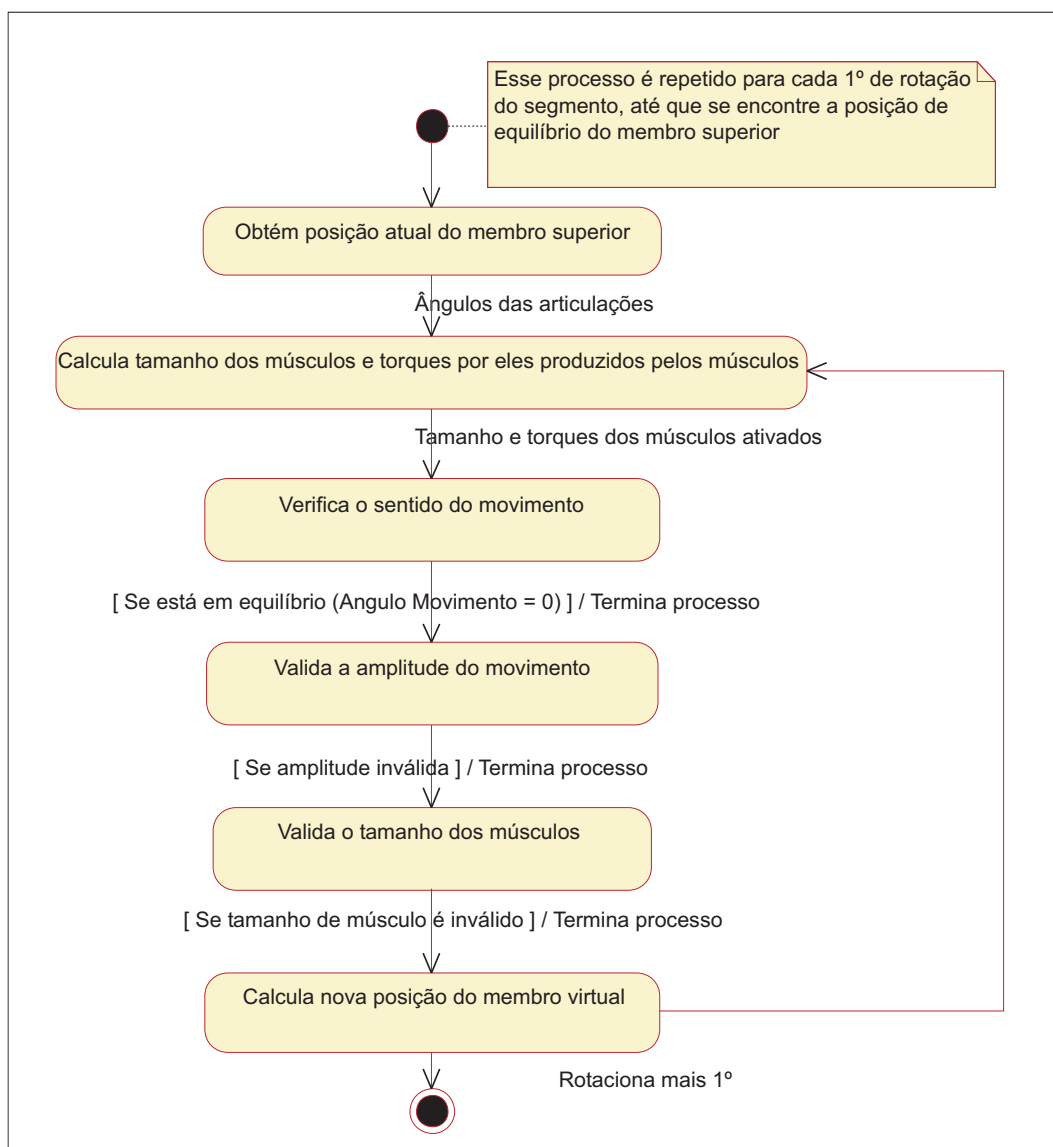 Esse processo é repetido para cada 1º de rotação
do segmento, até que se encontre a posição de
equilíbrio do membro superior
Obtém posição atual do membro superior
Ângulos das articulações
Calcula tamanho dos músculos e torques por eles produzidos pelos músculos
Tamanho e torques dos músculos ativados
Verifica o sentido do movimento
[ Se está em equilíbrio (Angulo Movimento = 0) ] / Termina processo
Valida a amplitude do movimento
[ Se amplitude inválida ] / Termina processo
Valida o tamanho dos músculos
[ Se tamanho de músculo é inválido ] / Termina processo
Calcula nova posição do membro virtual
Rotaciona mais 1º